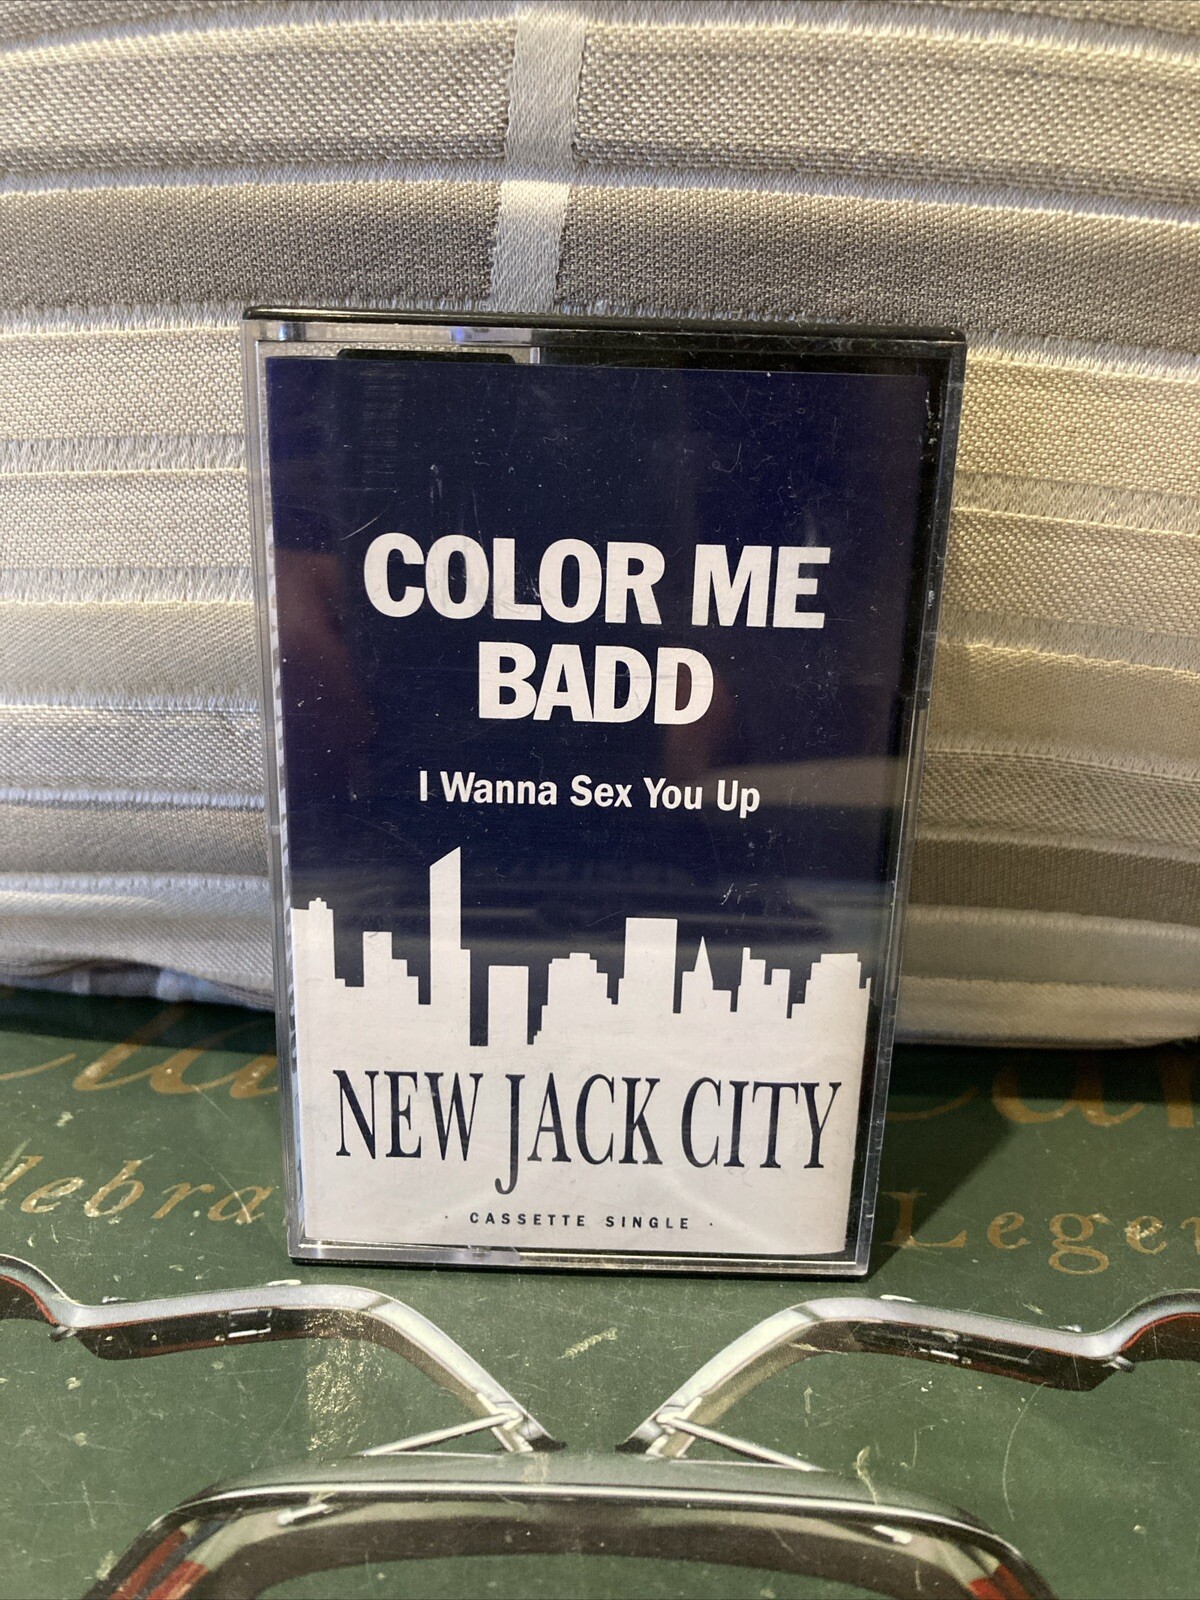 COLOR ME
BADD
I Wanna Sex You Up
NEW JACK CITY
· CASSETTE SINGLE ·